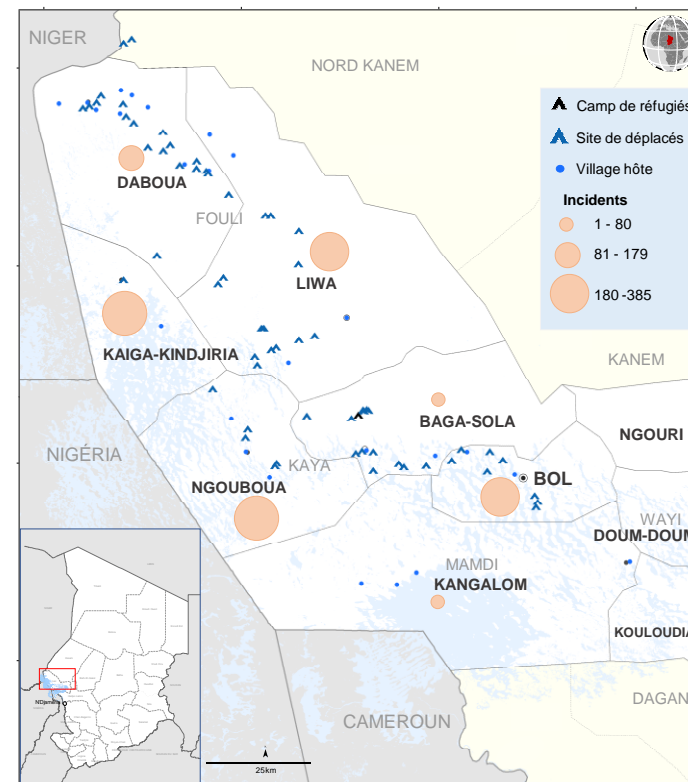 NIGER
NORD KANEM
Camp de réfugiés
Site de déplacés
Village hôte
Incidents
1 - 80
81 - 179
180 -385
DABOUA
FOULI
LIWA
KAIGA-KINDJIRIA
KANEM
BAGA-SOLA
NGOURI
NIGÉRIA
KAYA
NGOUBOUA
BOL
WAYI
DOUM-DOUM
MAMDI
KANGALOM
KOULOUDIA
DAGAN
CAMEROUN
N'Djamena
25km